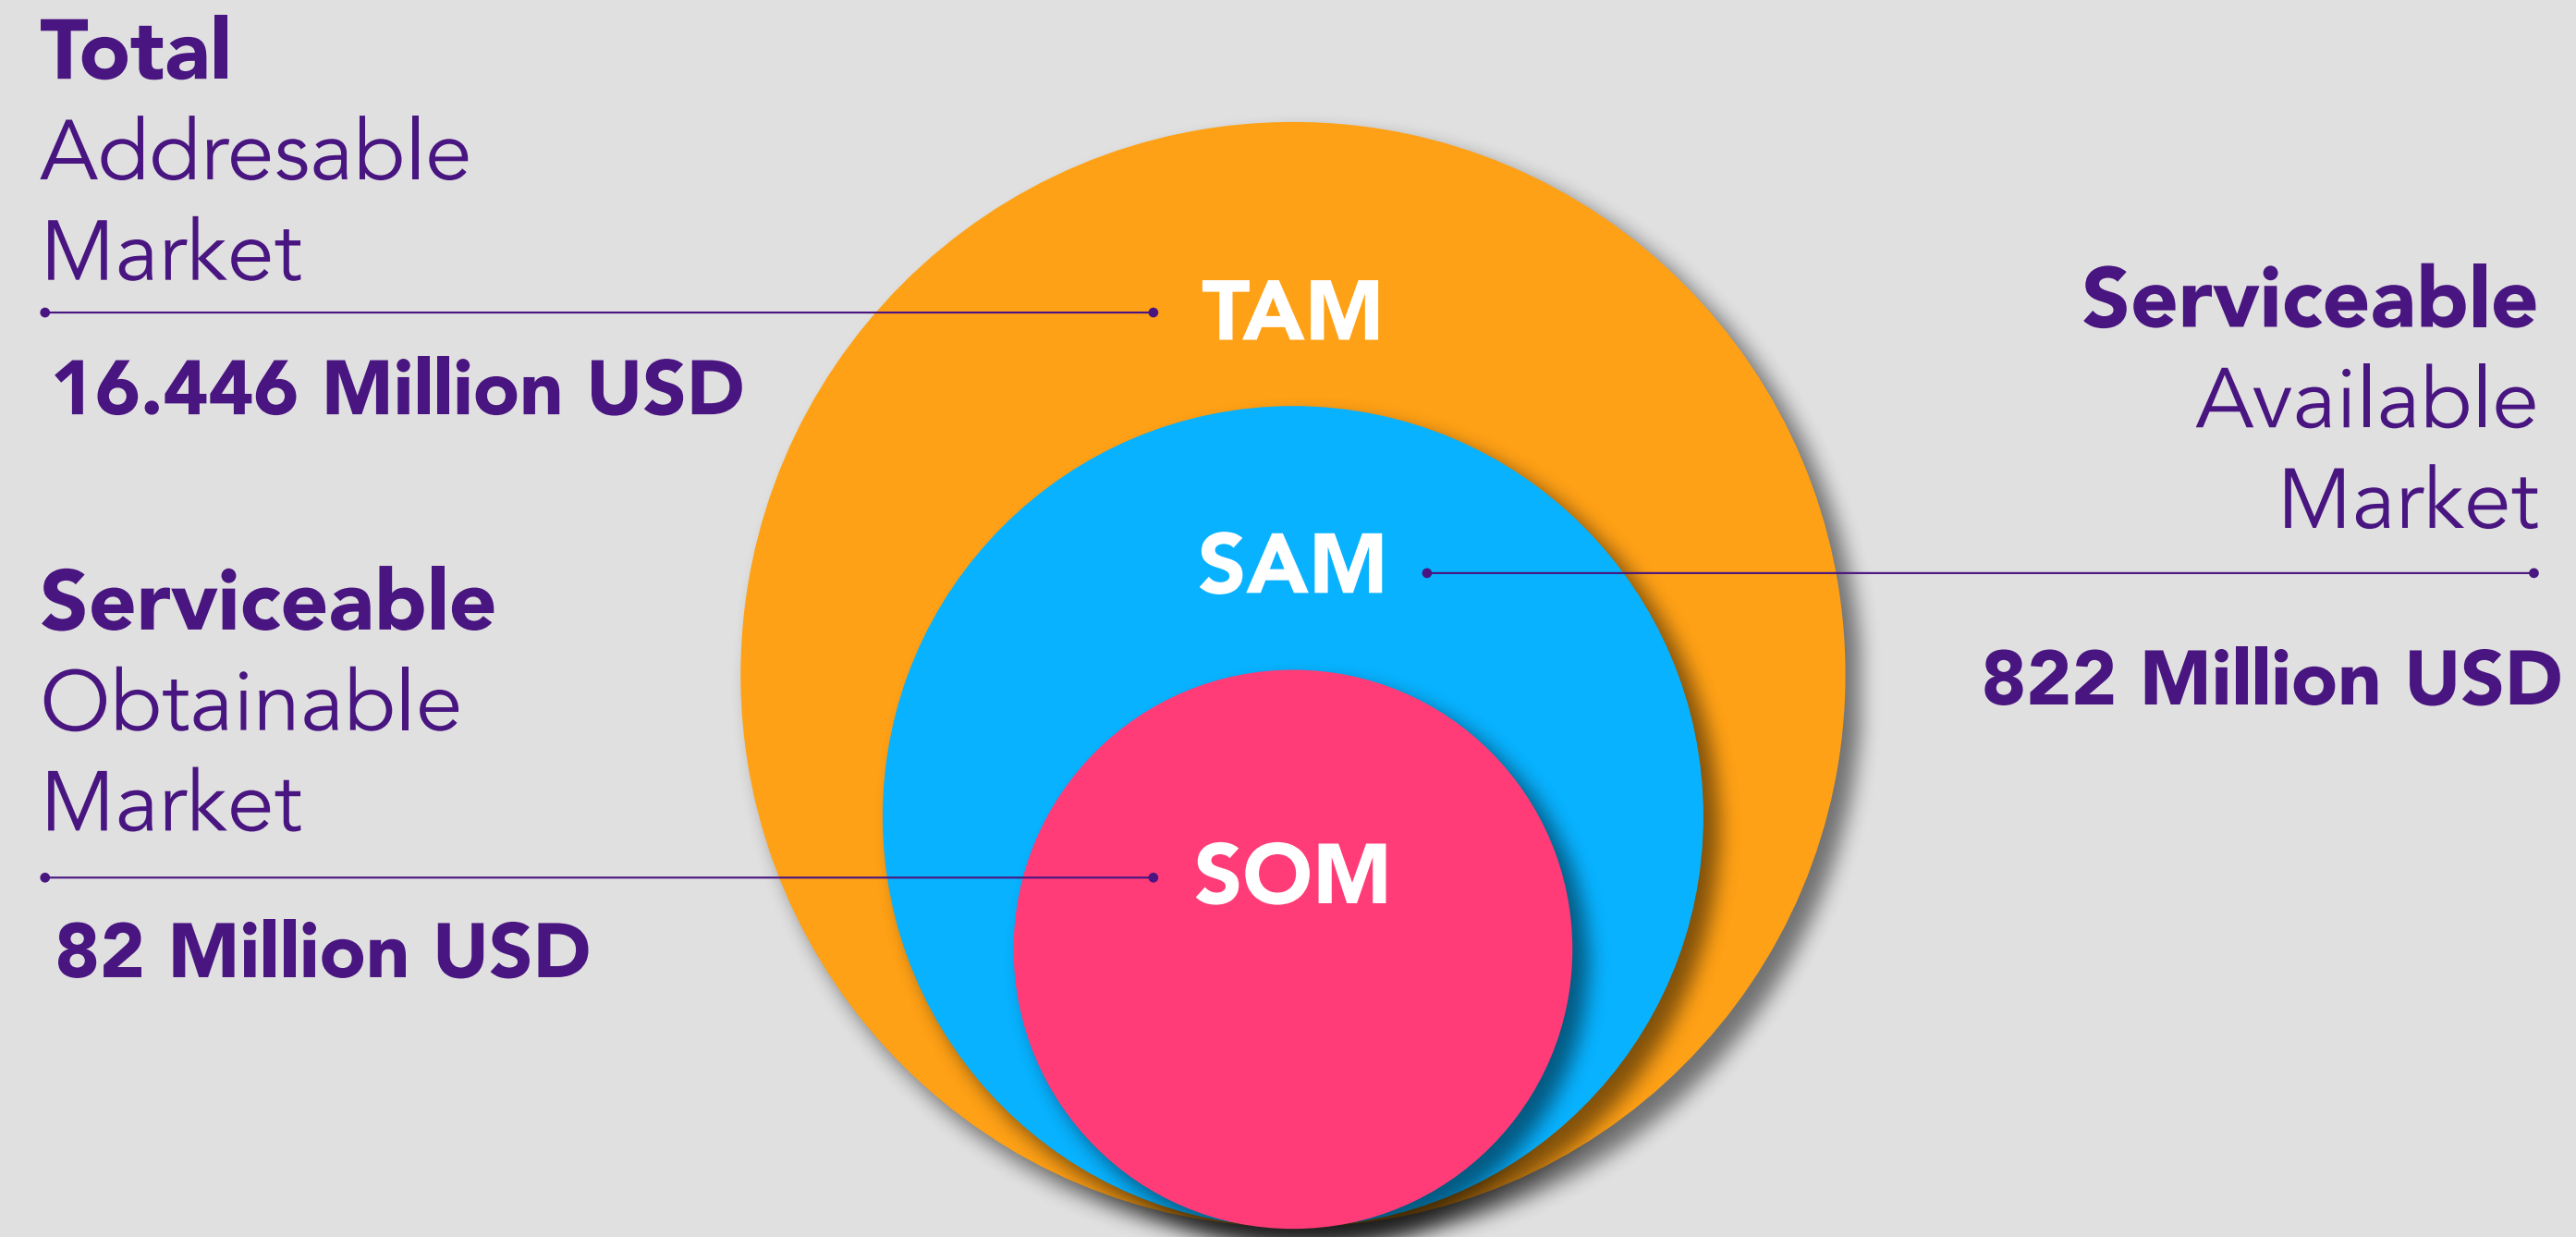 Total
Addresable
Market
16.446 Million USD
TAM
Serviceable
Available
Market
822 Million USD
SAM
Serviceable
Obtainable
Market
82 Million USD
SOM